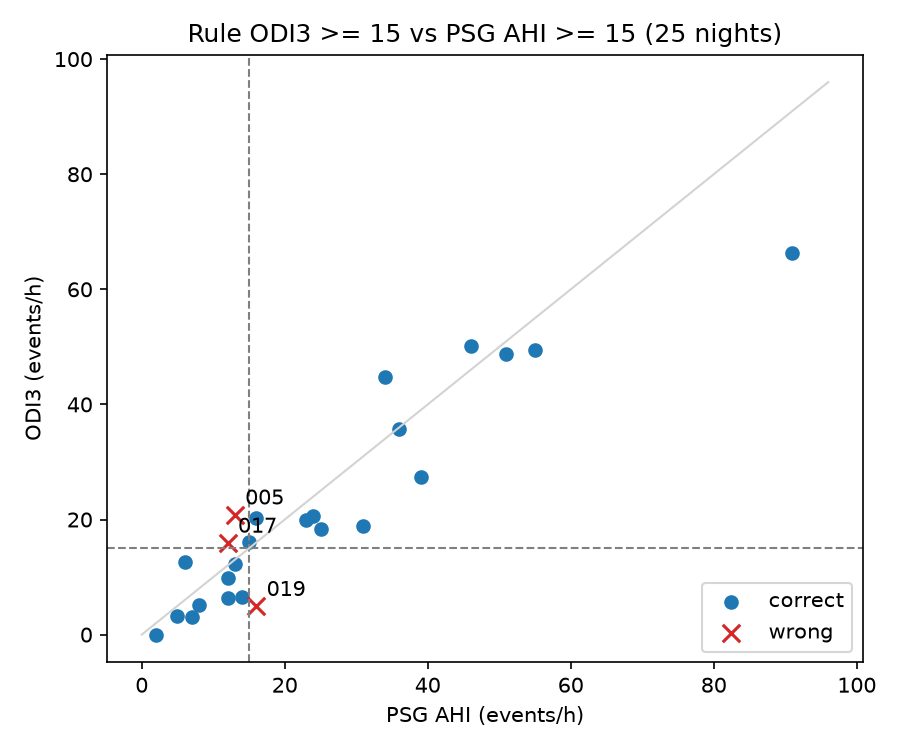 Rule ODI3 >= 15 vs PSG AHI >= 15 (25 nights)
100
80
60
40
20
0
ODI3 (events/h)
005
017
019
correct
wrong
0 20 40 60 80 100
PSG AHI (events/h)